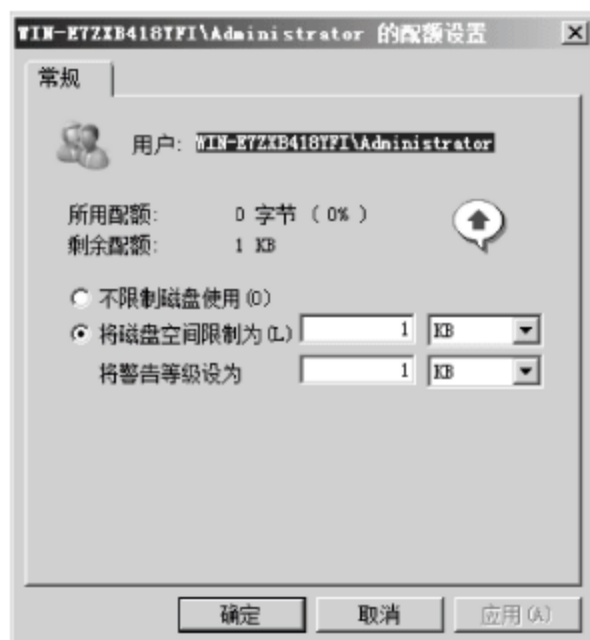 WIN-E7ZXB418YFI\Administrator 的配额设置
常规
用户: WIN-E7ZXB418YFI\Administrator
所用配额: 0 字节 ( 0% )
剩余配额: 1 KB
不限制磁盘使用(O)
将磁盘空间限制为(L) 1 KB
将警告等级设为 1 KB
确定 取消 应用(A)